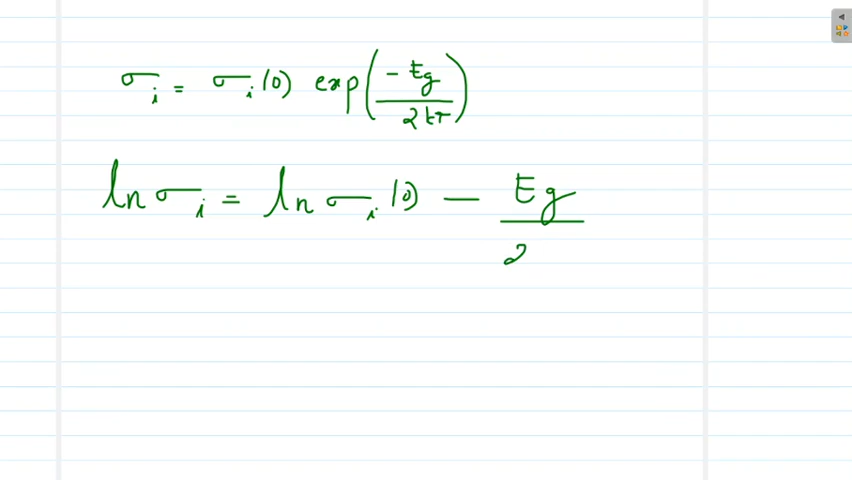 σi = σi(0) exp(-Eg/2kT)
ln σi = ln σi(0) - Eg/2